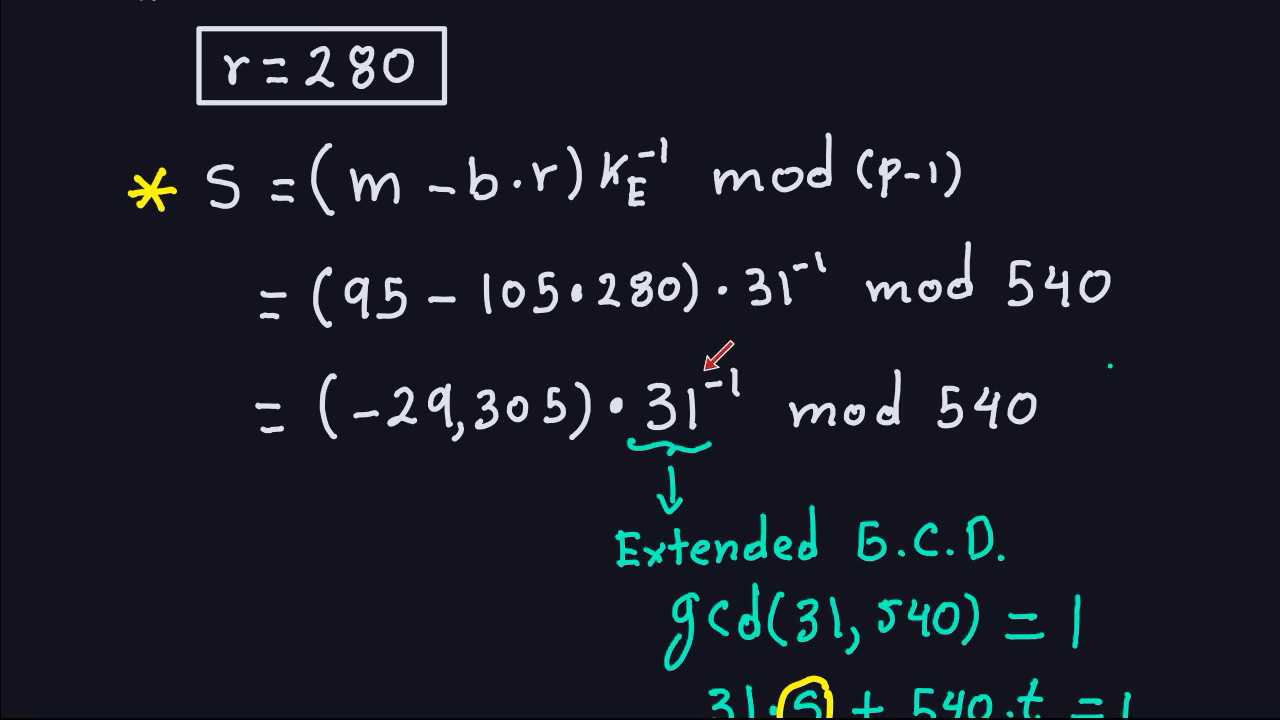 r = 280
* S = (m - b·r) K_E^-1 mod (p-1)
= (95 - 105·280)·31^-1 mod 540
= (-29,305)·31^-1 mod 540
Extended G.C.D.
gcd(31, 540) = 1
31·S + 540·t = 1